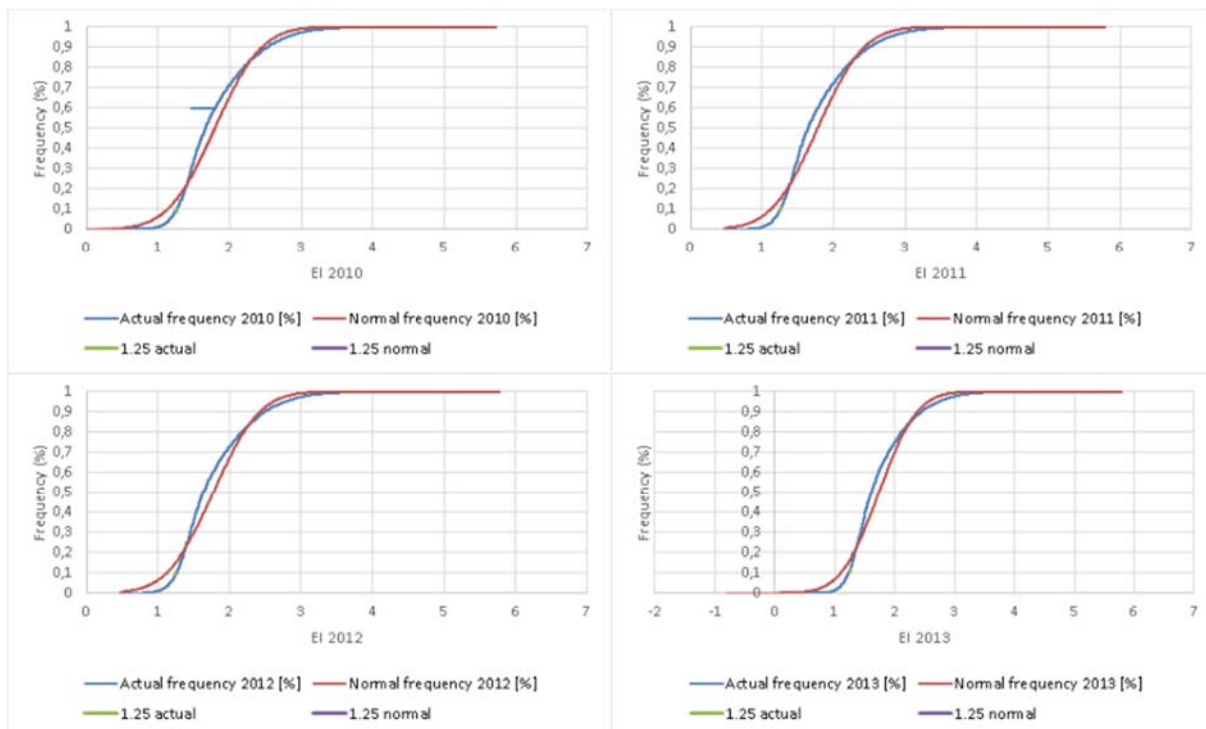 1
0,9
0,8
0,7
0,6
0,5
0,4
0,3
0,2
0,1
0
Frequency (%)
0 1 2 3 4 5 6 7
EI 2010
Actual frequency 2010 [%] Normal frequency 2010 [%]
1.25 actual 1.25 normal
1
0,9
0,8
0,7
0,6
0,5
0,4
0,3
0,2
0,1
0
Frequency (%)
0 1 2 3 4 5 6 7
EI 2011
Actual frequency 2011 [%] Normal frequency 2011 [%]
1.25 actual 1.25 normal
1
0,9
0,8
0,7
0,6
0,5
0,4
0,3
0,2
0,1
0
Frequency (%)
0 1 2 3 4 5 6 7
EI 2012
Actual frequency 2012 [%] Normal frequency 2012 [%]
1.25 actual 1.25 normal
1
0,9
0,8
0,7
0,6
0,5
0,4
0,3
0,2
0,1
0
Frequency (%)
-2 -1 0 1 2 3 4 5 6 7
EI 2013
Actual frequency 2013 [%] Normal frequency 2013 [%]
1.25 actual 1.25 normal